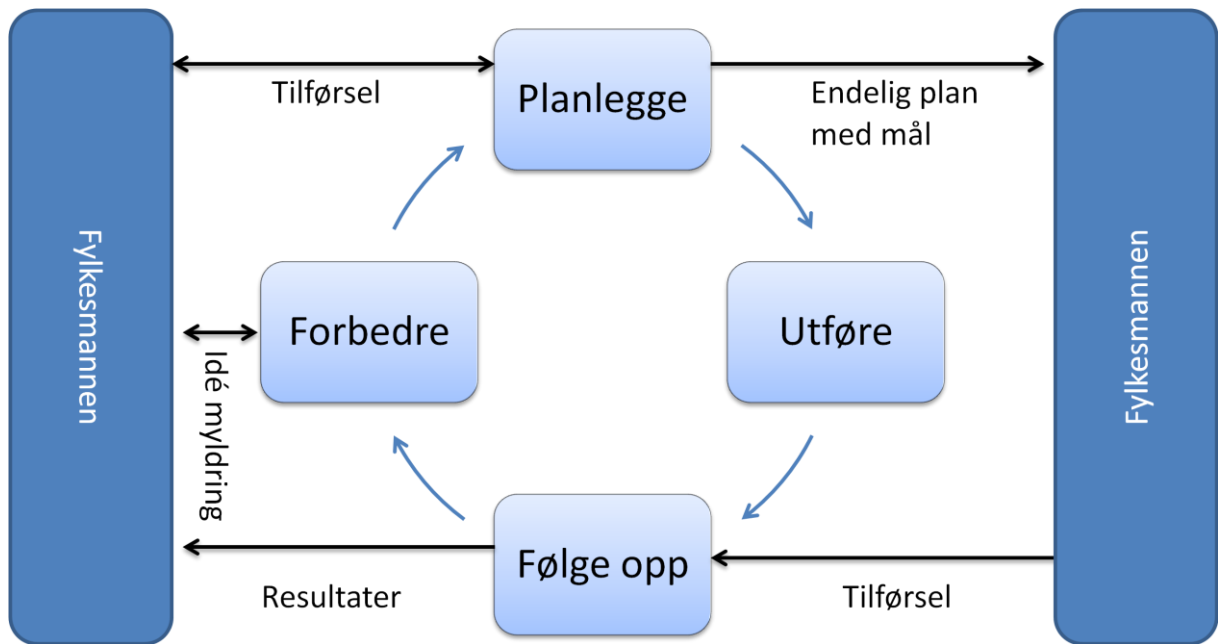 Tilførsel
Planlegge
Endelig plan
med mål
Fylkesmannen
Forbedre
Utføre
Fylkesmannen
Idé myldring
Følge opp
Resultater
Tilførsel